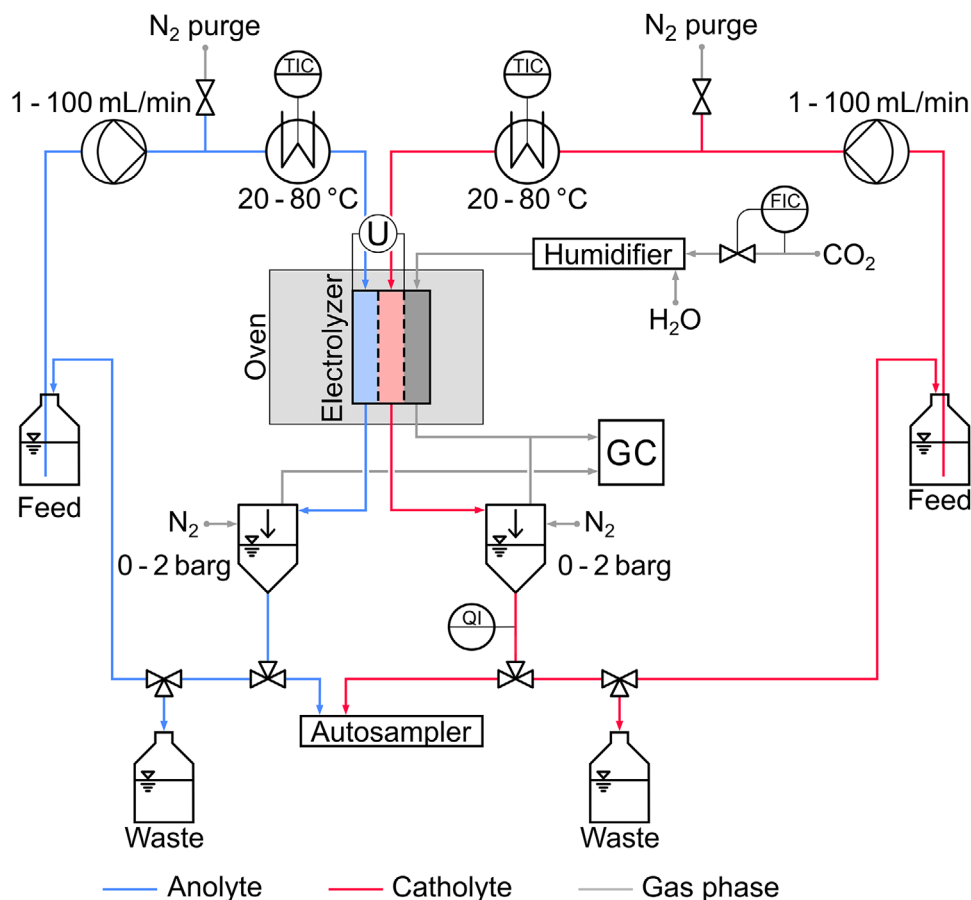 N₂ purge
N₂ purge
TIC
TIC
1 - 100 mL/min
1 - 100 mL/min
20 - 80 °C
20 - 80 °C
FIC
U
Humidifier
CO₂
H₂O
Oven
Electrolyzer
GC
Feed
Feed
N₂
N₂
0 - 2 barg
0 - 2 barg
QI
Autosampler
Waste
Waste
Anolyte
Catholyte
Gas phase